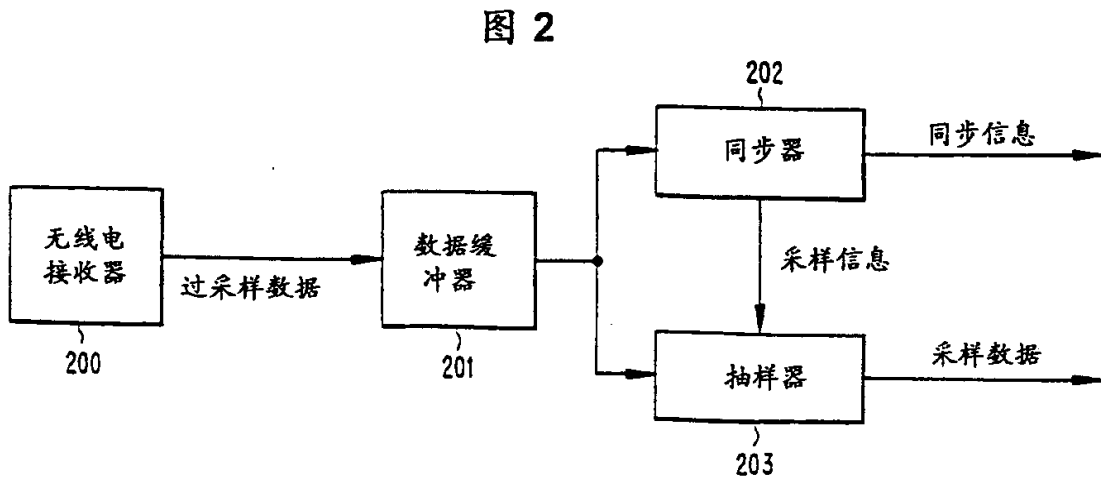 图 2
202
同步器
同步信息
无线电
接收器
过采样数据
数据缓
冲器
采样信息
200
201
抽样器
采样数据
203